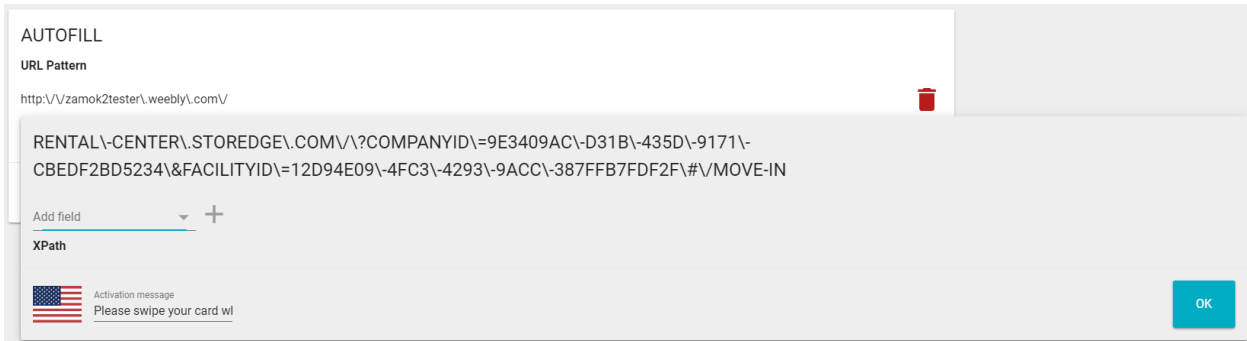 AUTOFILL
URL Pattern
http:\/\/zamok2tester\.weebly\.com\/
RENTAL\-CENTER\.STOREDGE\.COM\/\?COMPANYID\=9E3409AC\-D31B\-435D\-9171\-
CBEDF2BD5234\&FACILITYID\=12D94E09\-4FC3\-4293\-9ACC\-387FFB7FDF2F\#\/MOVE-IN
Add field
XPath
Activation message
Please swipe your card wl
OK